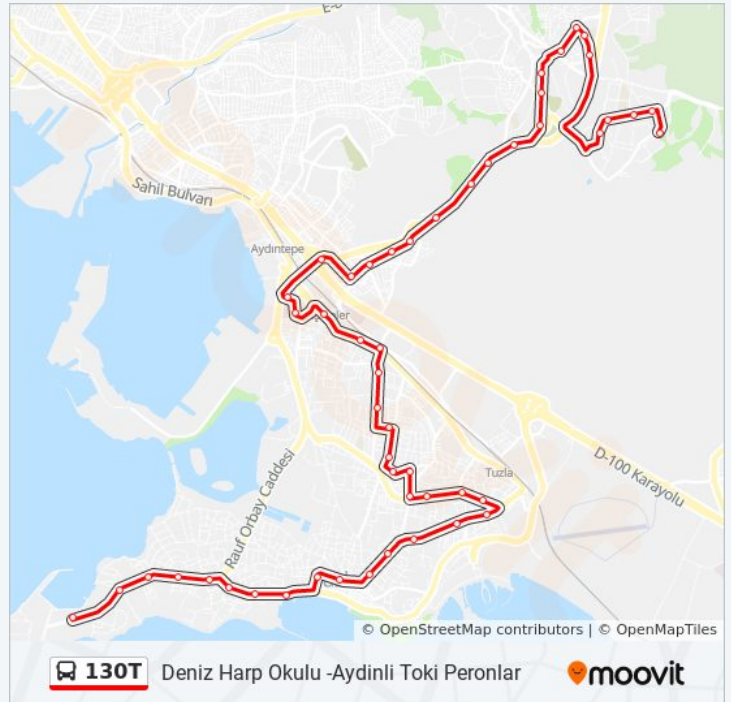 Sahil Bulvarı
Aydıntepe
Tuzla
D-100 Karayolu
Rauf Orbay Caddesi
© OpenStreetMap contributors | © OpenMapTiles
130T Deniz Harp Okulu -Aydinli Toki Peronlar moovit